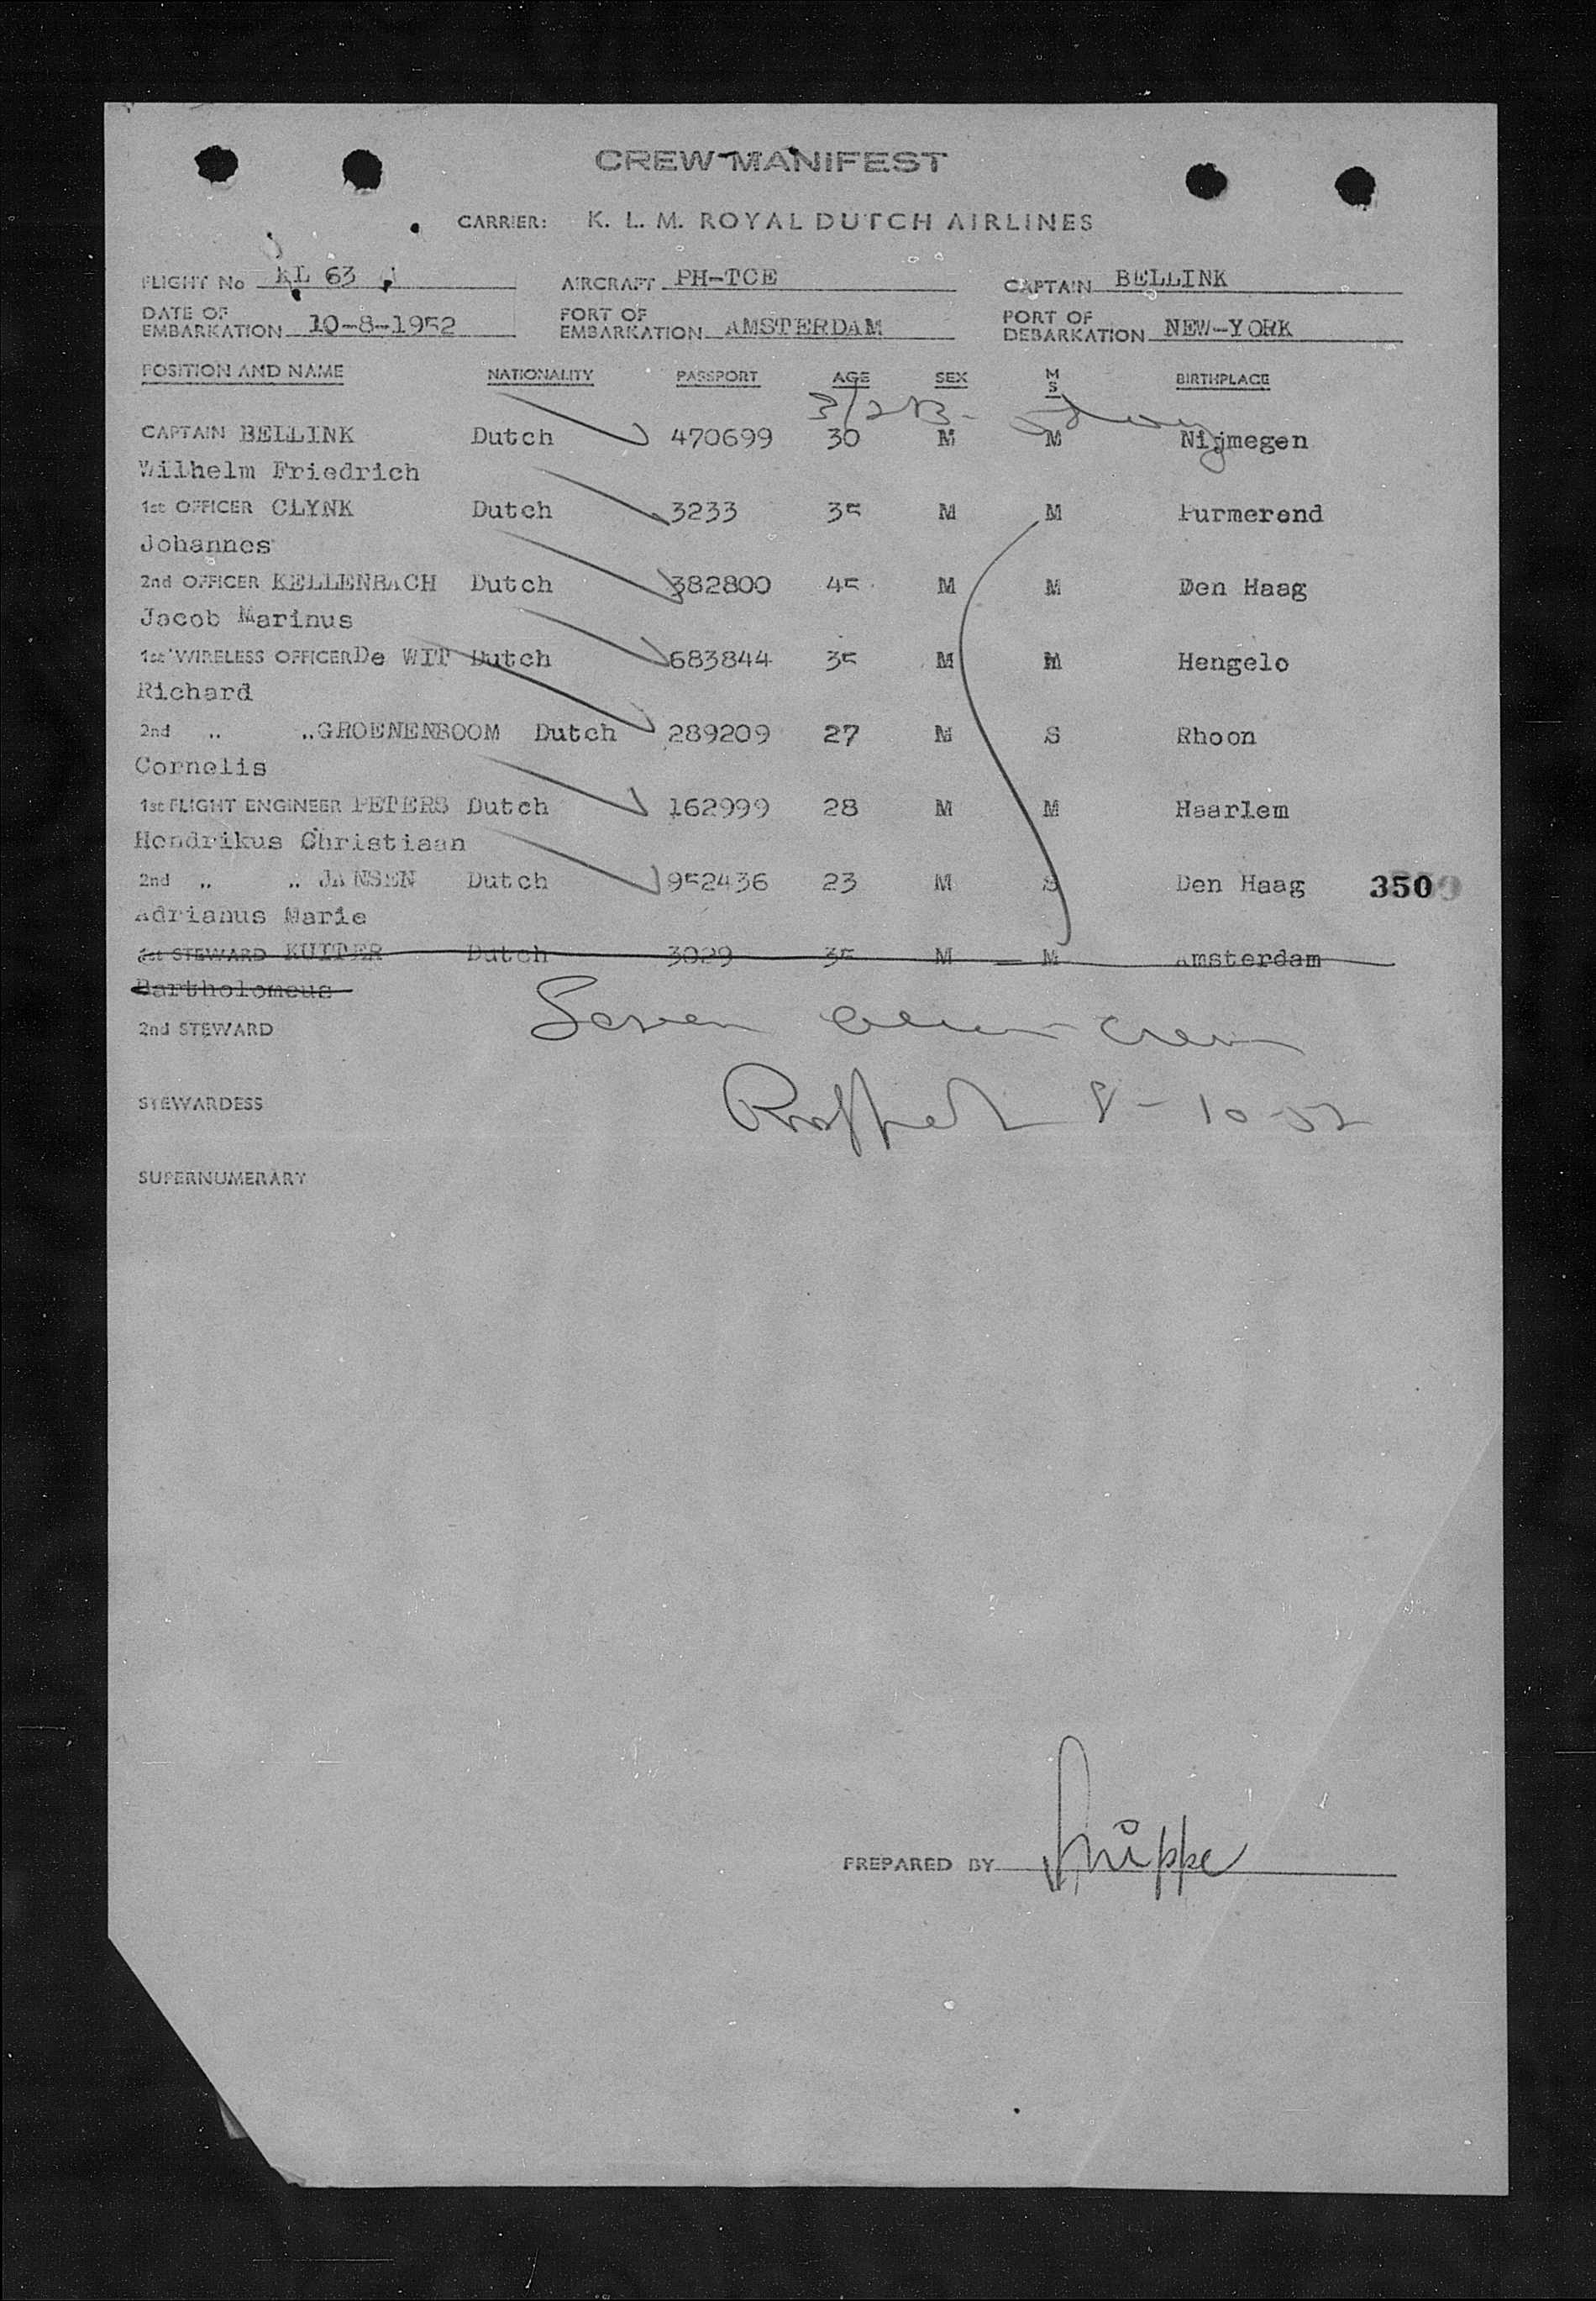 CREW MANIFEST
CARRIER: K. L. M. ROYAL DUTCH AIRLINES
FLIGHT No KL 63 AIRCRAFT PH-TCE CAPTAIN BELLINK
DATE OF EMBARKATION 10-8-1952 PORT OF EMBARKATION AMSTERDAM PORT OF DEBARKATION NEW-YORK
POSITION AND NAME NATIONALITY PASSPORT AGE SEX M S BIRTHPLACE
CAPTAIN BELLINK Dutch 470699 30 M M Nijmegen
Wilhelm Friedrich
1st OFFICER CLYNK Dutch 3233 35 M M Purmerend
Johannes
2nd OFFICER KELLENBACH Dutch 382800 45 M M Den Haag
Jacob Marinus
1st WIRELESS OFFICER De WIT Dutch 683844 35 M M Hengelo
Richard
2nd ,, ,, GROENENBOOM Dutch 289209 27 M S Rhoon
Cornelis
1st FLIGHT ENGINEER PETERS Dutch 162999 28 M M Haarlem
Hendrikus Christiaan
2nd ,, ,, JANSEN Dutch 952436 23 M S Den Haag 350
Adrianus Marie
1st STEWARD KUITER Dutch 3029 35 M M Amsterdam
Bartholomeus
2nd STEWARD Seven Crew
STEWARDESS 8-10-52
SUPERNUMERARY
PREPARED BY